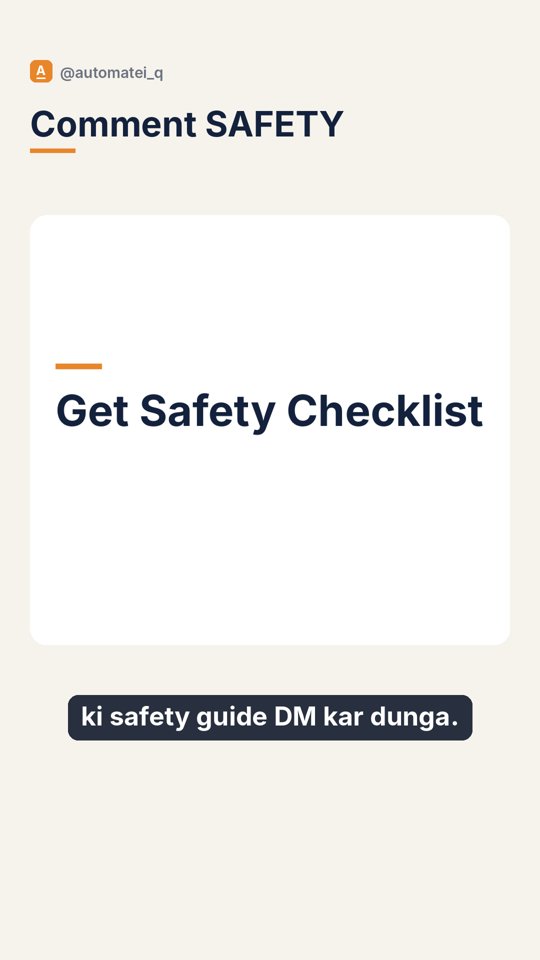 A @automatei_q
Comment SAFETY
Get Safety Checklist
ki safety guide DM kar dunga.